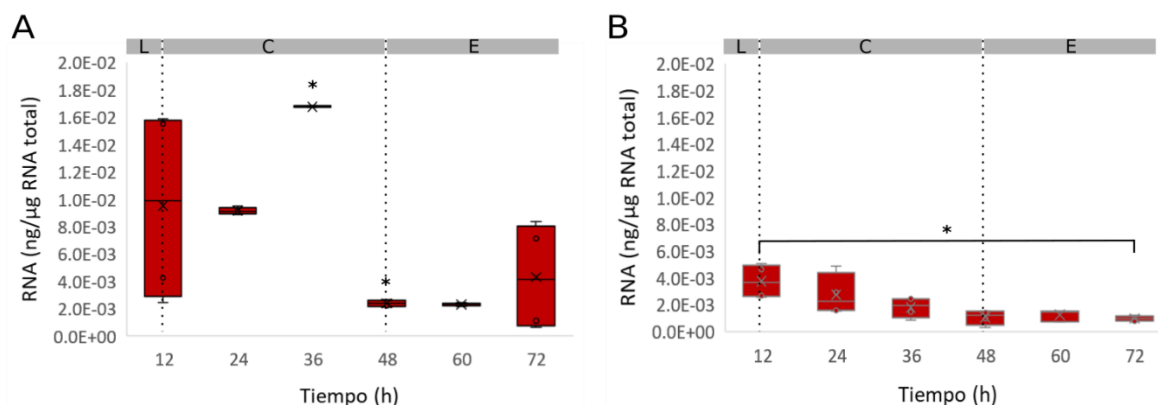 A
L C E
RNA (ng/µg RNA total)
2.0E-02
1.8E-02
1.6E-02
1.4E-02
1.2E-02
1.0E-02
8.0E-03
6.0E-03
4.0E-03
2.0E-03
0.0E+00
*
*
12 24 36 48 60 72
Tiempo (h)
B
L C E
RNA (ng/µg RNA total)
2.0E-02
1.8E-02
1.6E-02
1.4E-02
1.2E-02
1.0E-02
8.0E-03
6.0E-03
4.0E-03
2.0E-03
0.0E+00
*
12 24 36 48 60 72
Tiempo (h)